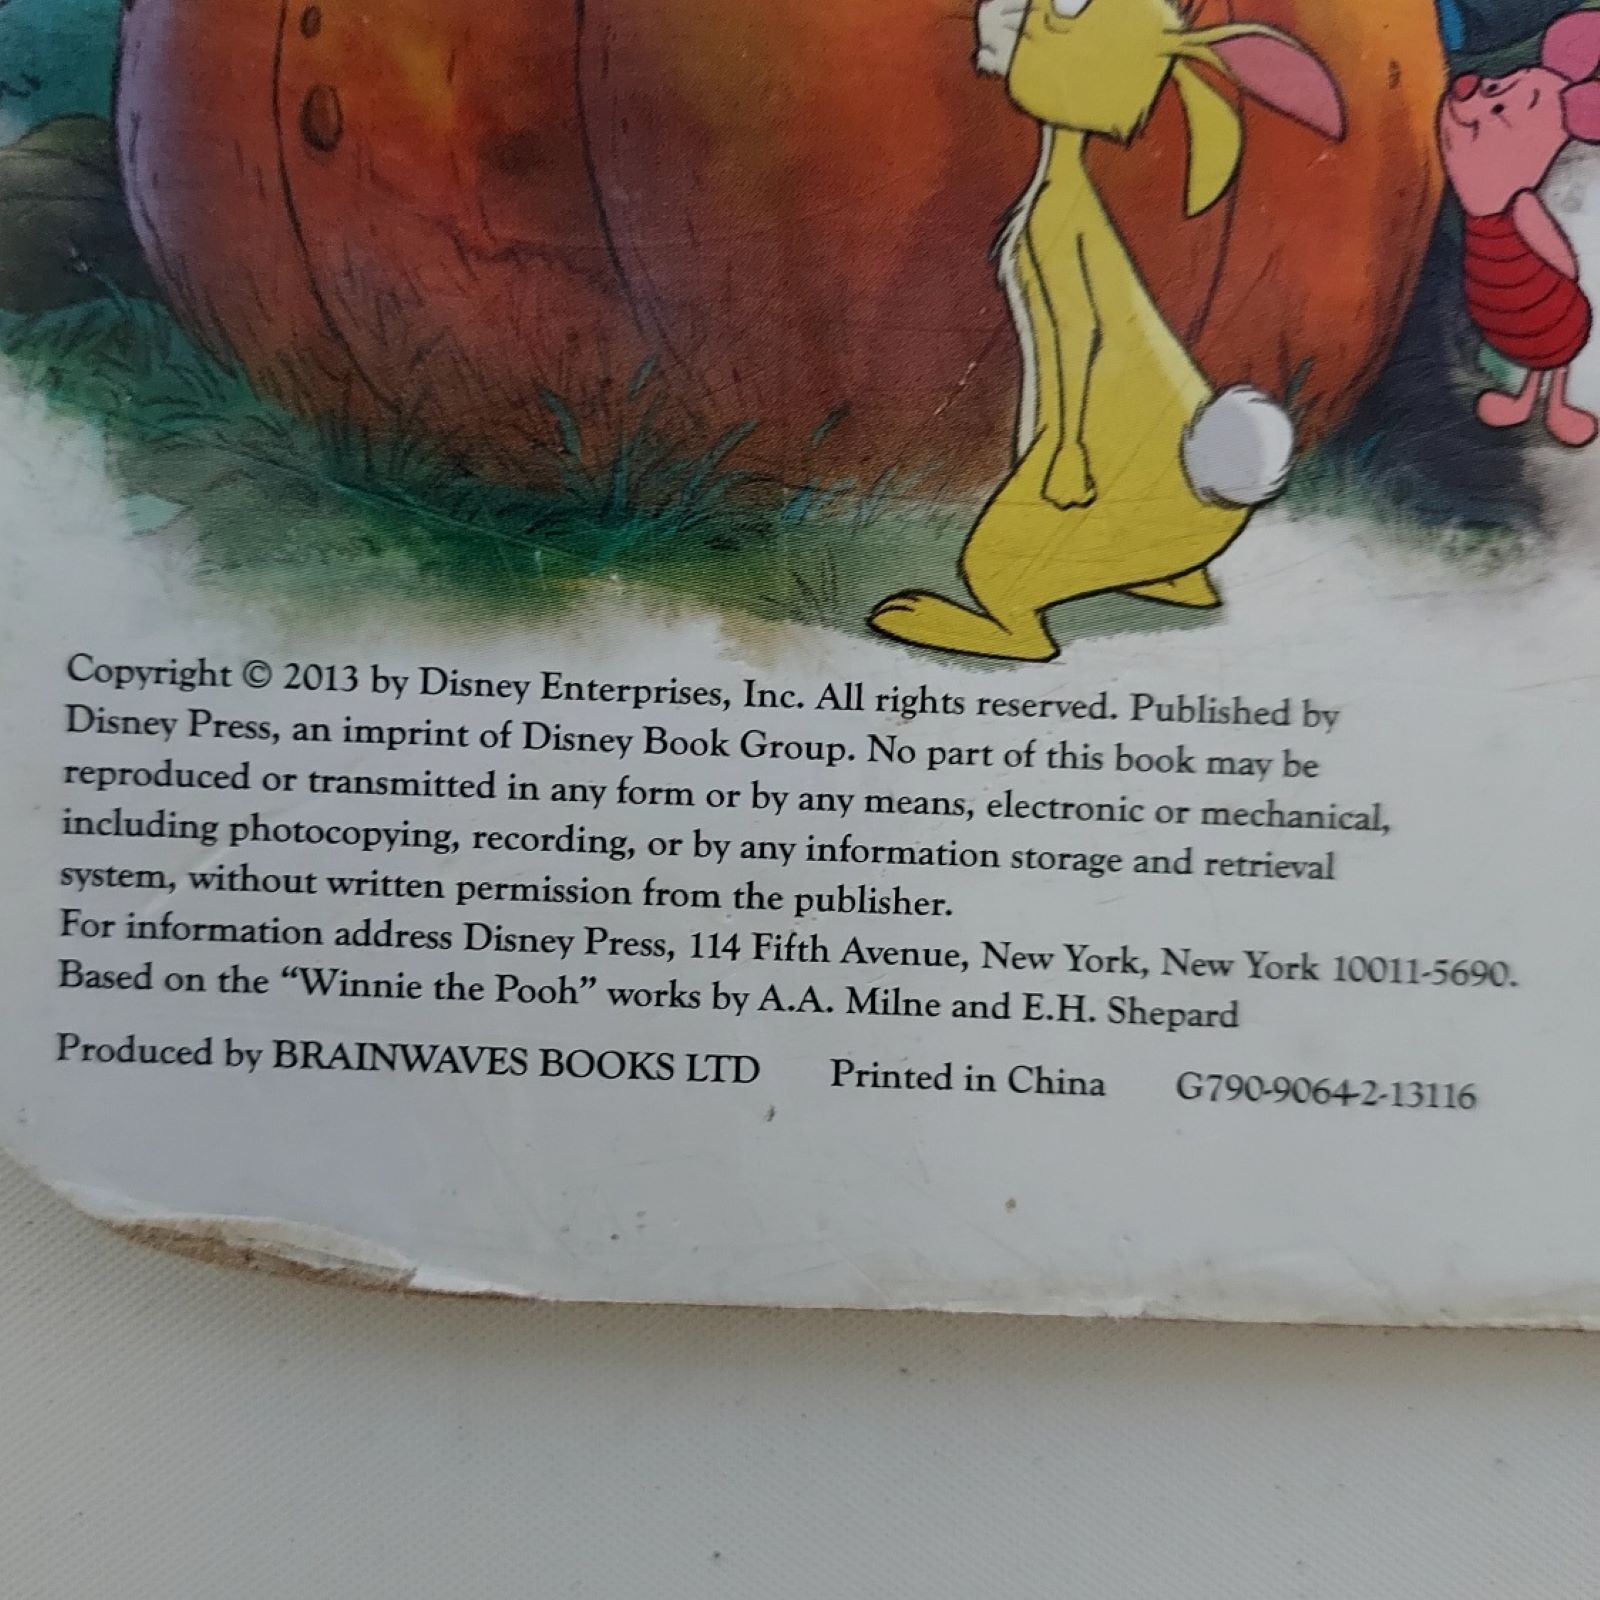 Copyright © 2013 by Disney Enterprises, Inc. All rights reserved. Published by
Disney Press, an imprint of Disney Book Group. No part of this book may be
reproduced or transmitted in any form or by any means, electronic or mechanical,
including photocopying, recording, or by any information storage and retrieval
system, without written permission from the publisher.
For information address Disney Press, 114 Fifth Avenue, New York, New York 10011-5690.
Based on the “Winnie the Pooh” works by A.A. Milne and E.H. Shepard
Produced by BRAINWAVES BOOKS LTD Printed in China G790-9064-2-13116